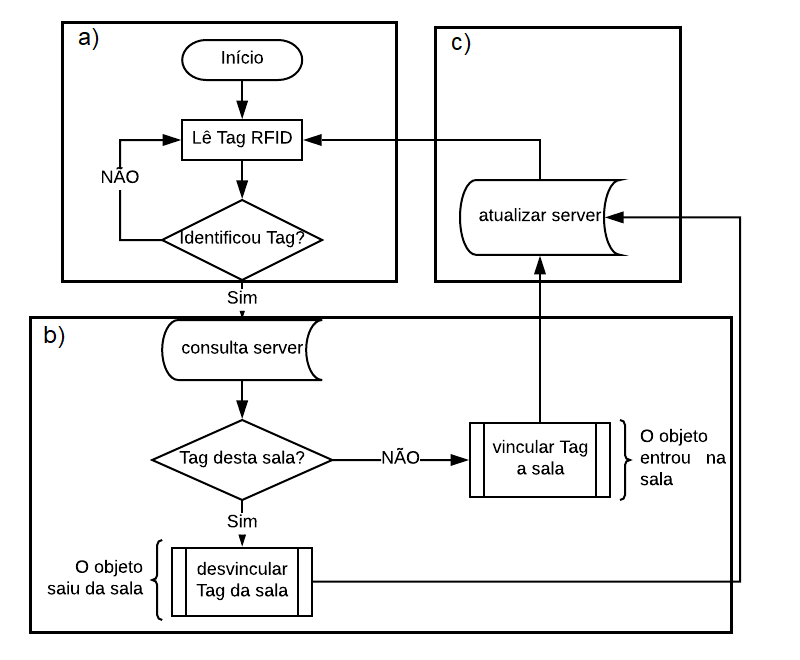 a)
Início
Lê Tag RFID
NÃO
Identificou Tag?
Sim
c)
atualizar server
b)
consulta server
Tag desta sala?
NÃO
vincular Tag
a sala
O objeto
entrou na
sala
Sim
desvincular
Tag da sala
O objeto
saiu da sala